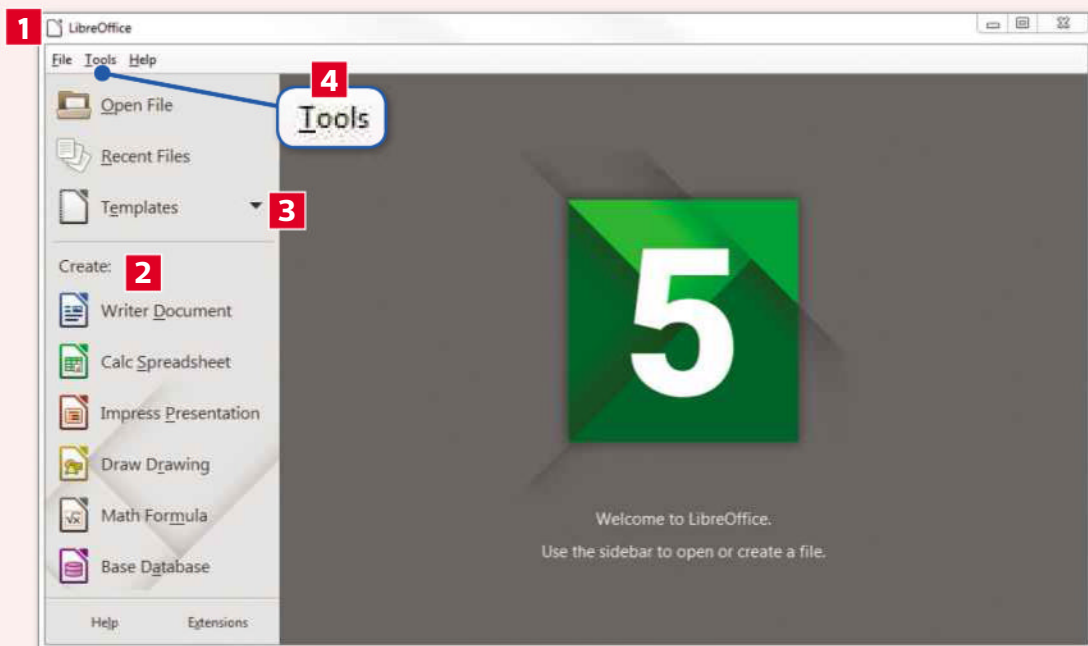 1
LibreOffice
File Tools Help
4
Tools
Open File
Recent Files
Templates
3
Create:
2
Writer Document
Calc Spreadsheet
Impress Presentation
Draw Drawing
Math Formula
Base Database
Help Extensions
5
Welcome to LibreOffice.
Use the sidebar to open or create a file.